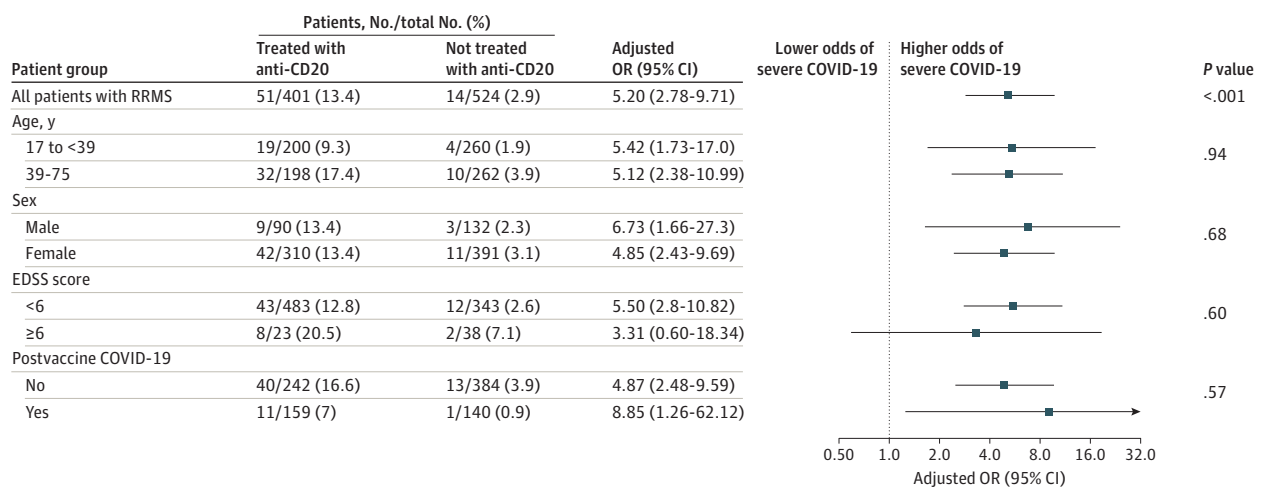 Patients, No./total No. (%)
Patient group Treated with anti-CD20 Not treated with anti-CD20 Adjusted OR (95% CI) Lower odds of severe COVID-19 Higher odds of severe COVID-19 P value
All patients with RRMS 51/401 (13.4) 14/524 (2.9) 5.20 (2.78-9.71) <.001
Age, y
17 to <39 19/200 (9.3) 4/260 (1.9) 5.42 (1.73-17.0)
.94
39-75 32/198 (17.4) 10/262 (3.9) 5.12 (2.38-10.99)
Sex
Male 9/90 (13.4) 3/132 (2.3) 6.73 (1.66-27.3)
.68
Female 42/310 (13.4) 11/391 (3.1) 4.85 (2.43-9.69)
EDSS score
<6 43/483 (12.8) 12/343 (2.6) 5.50 (2.8-10.82)
.60
≥6 8/23 (20.5) 2/38 (7.1) 3.31 (0.60-18.34)
Postvaccine COVID-19
No 40/242 (16.6) 13/384 (3.9) 4.87 (2.48-9.59)
.57
Yes 11/159 (7) 1/140 (0.9) 8.85 (1.26-62.12)
0.50 1.0 2.0 4.0 8.0 16.0 32.0
Adjusted OR (95% CI)